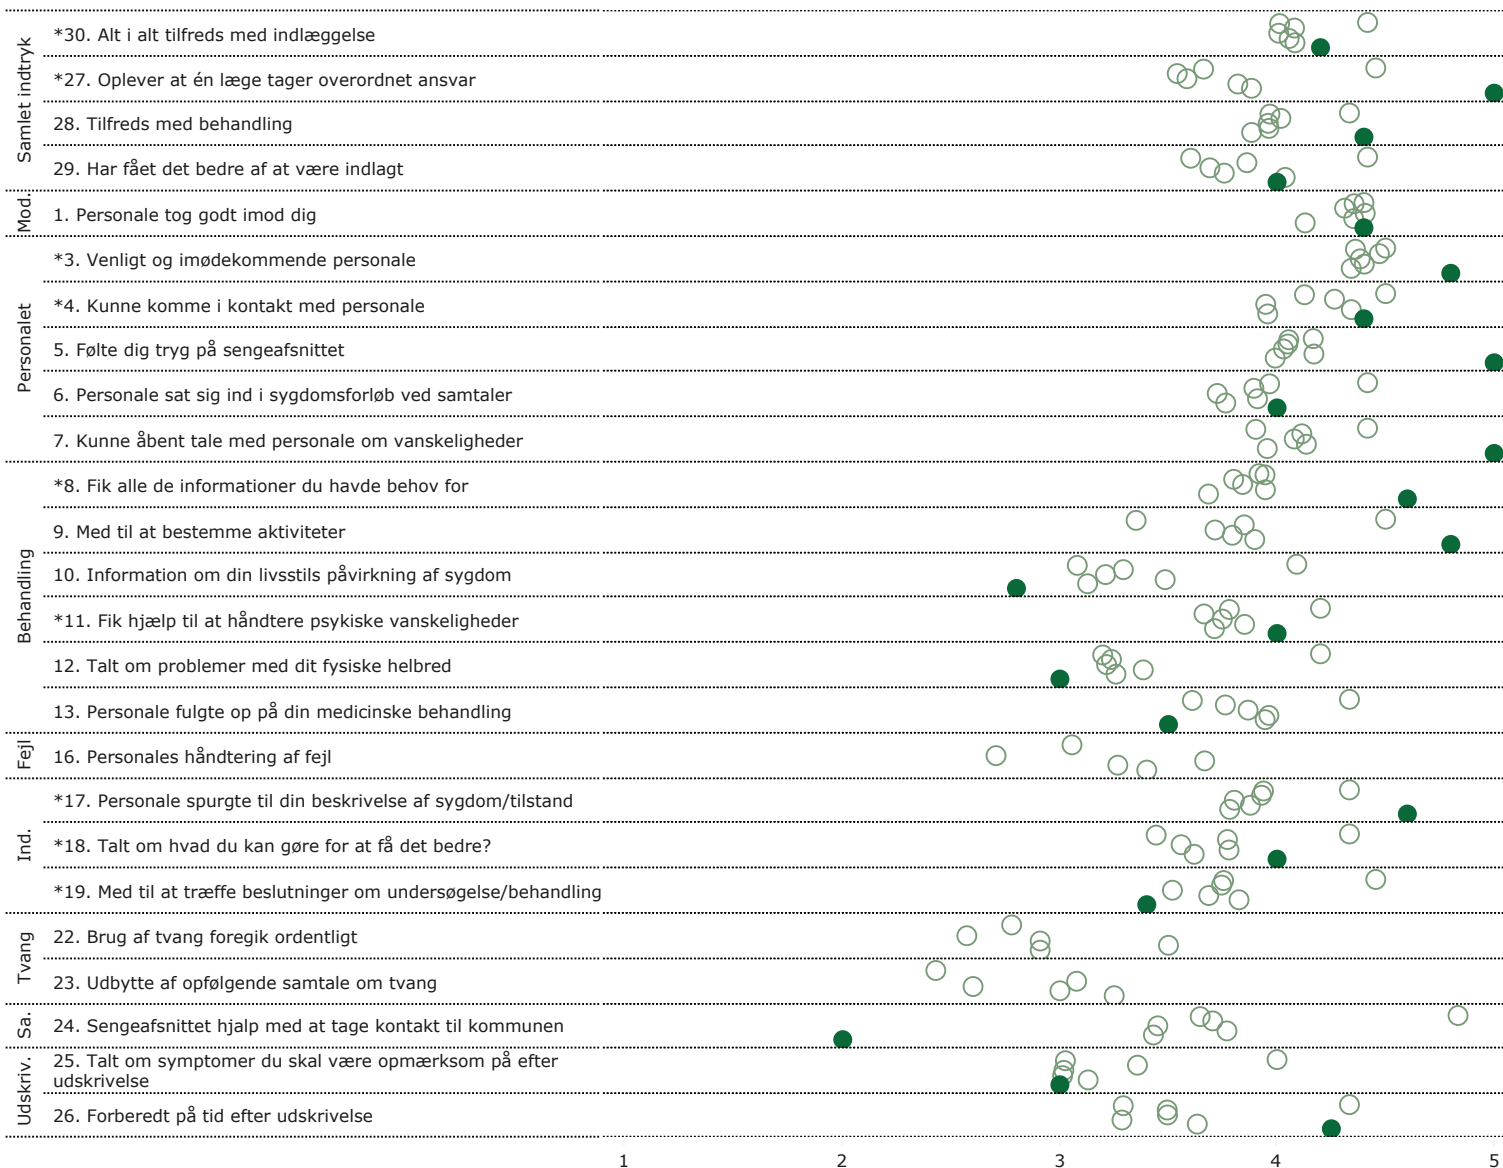 Samlet indtryk
*30. Alt i alt tilfreds med indlæggelse
*27. Oplever at én læge tager overordnet ansvar
28. Tilfreds med behandling
29. Har fået det bedre af at være indlagt
Mod.
1. Personale tog godt imod dig
Personalet
*3. Venligt og imødekommende personale
*4. Kunne komme i kontakt med personale
5. Følte dig tryg på sengeafsnittet
6. Personale sat sig ind i sygdomsforløb ved samtaler
7. Kunne åbent tale med personale om vanskeligheder
Behandling
*8. Fik alle de informationer du havde behov for
9. Med til at bestemme aktiviteter
10. Information om din livsstils påvirkning af sygdom
*11. Fik hjælp til at håndtere psykiske vanskeligheder
12. Talt om problemer med dit fysiske helbred
13. Personale fulgte op på din medicinske behandling
Fejl
16. Personales håndtering af fejl
Ind.
*17. Personale spurgte til din beskrivelse af sygdom/tilstand
*18. Talt om hvad du kan gøre for at få det bedre?
*19. Med til at træffe beslutninger om undersøgelse/behandling
Tvang
22. Brug af tvang foregik ordentligt
23. Udbytte af opfølgende samtale om tvang
Sa.
24. Sengeafsnittet hjalp med at tage kontakt til kommunen
Udskriv.
25. Talt om symptomer du skal være opmærksom på efter
udskrivelse
26. Forberedt på tid efter udskrivelse
1 2 3 4 5